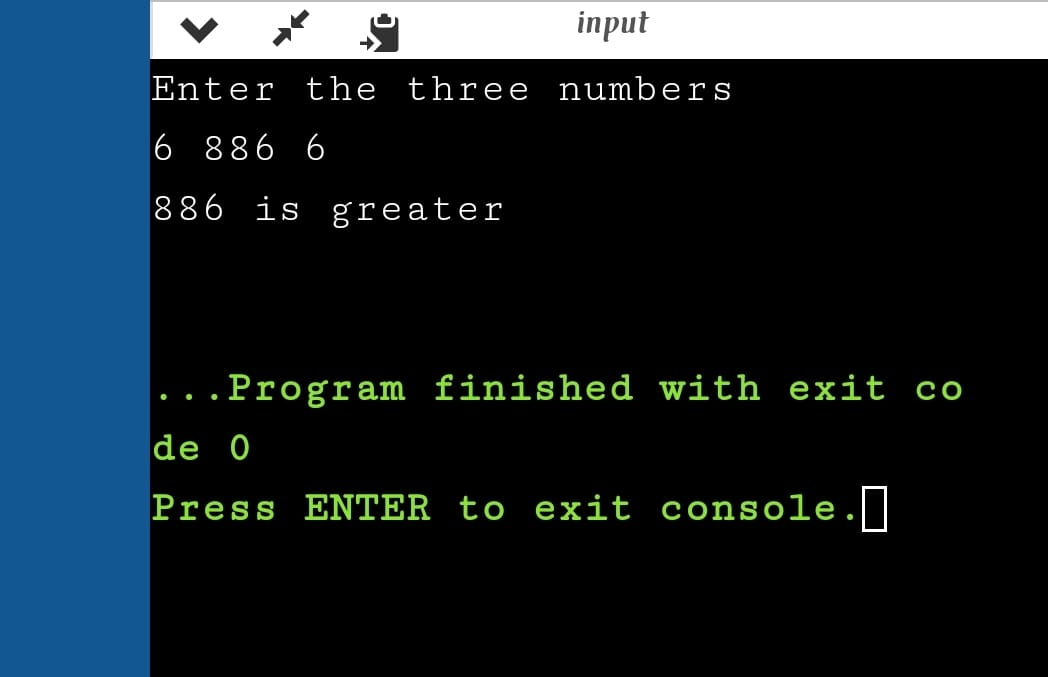 input
Enter the three numbers
6 886 6
886 is greater
...Program finished with exit co
de 0
Press ENTER to exit console.